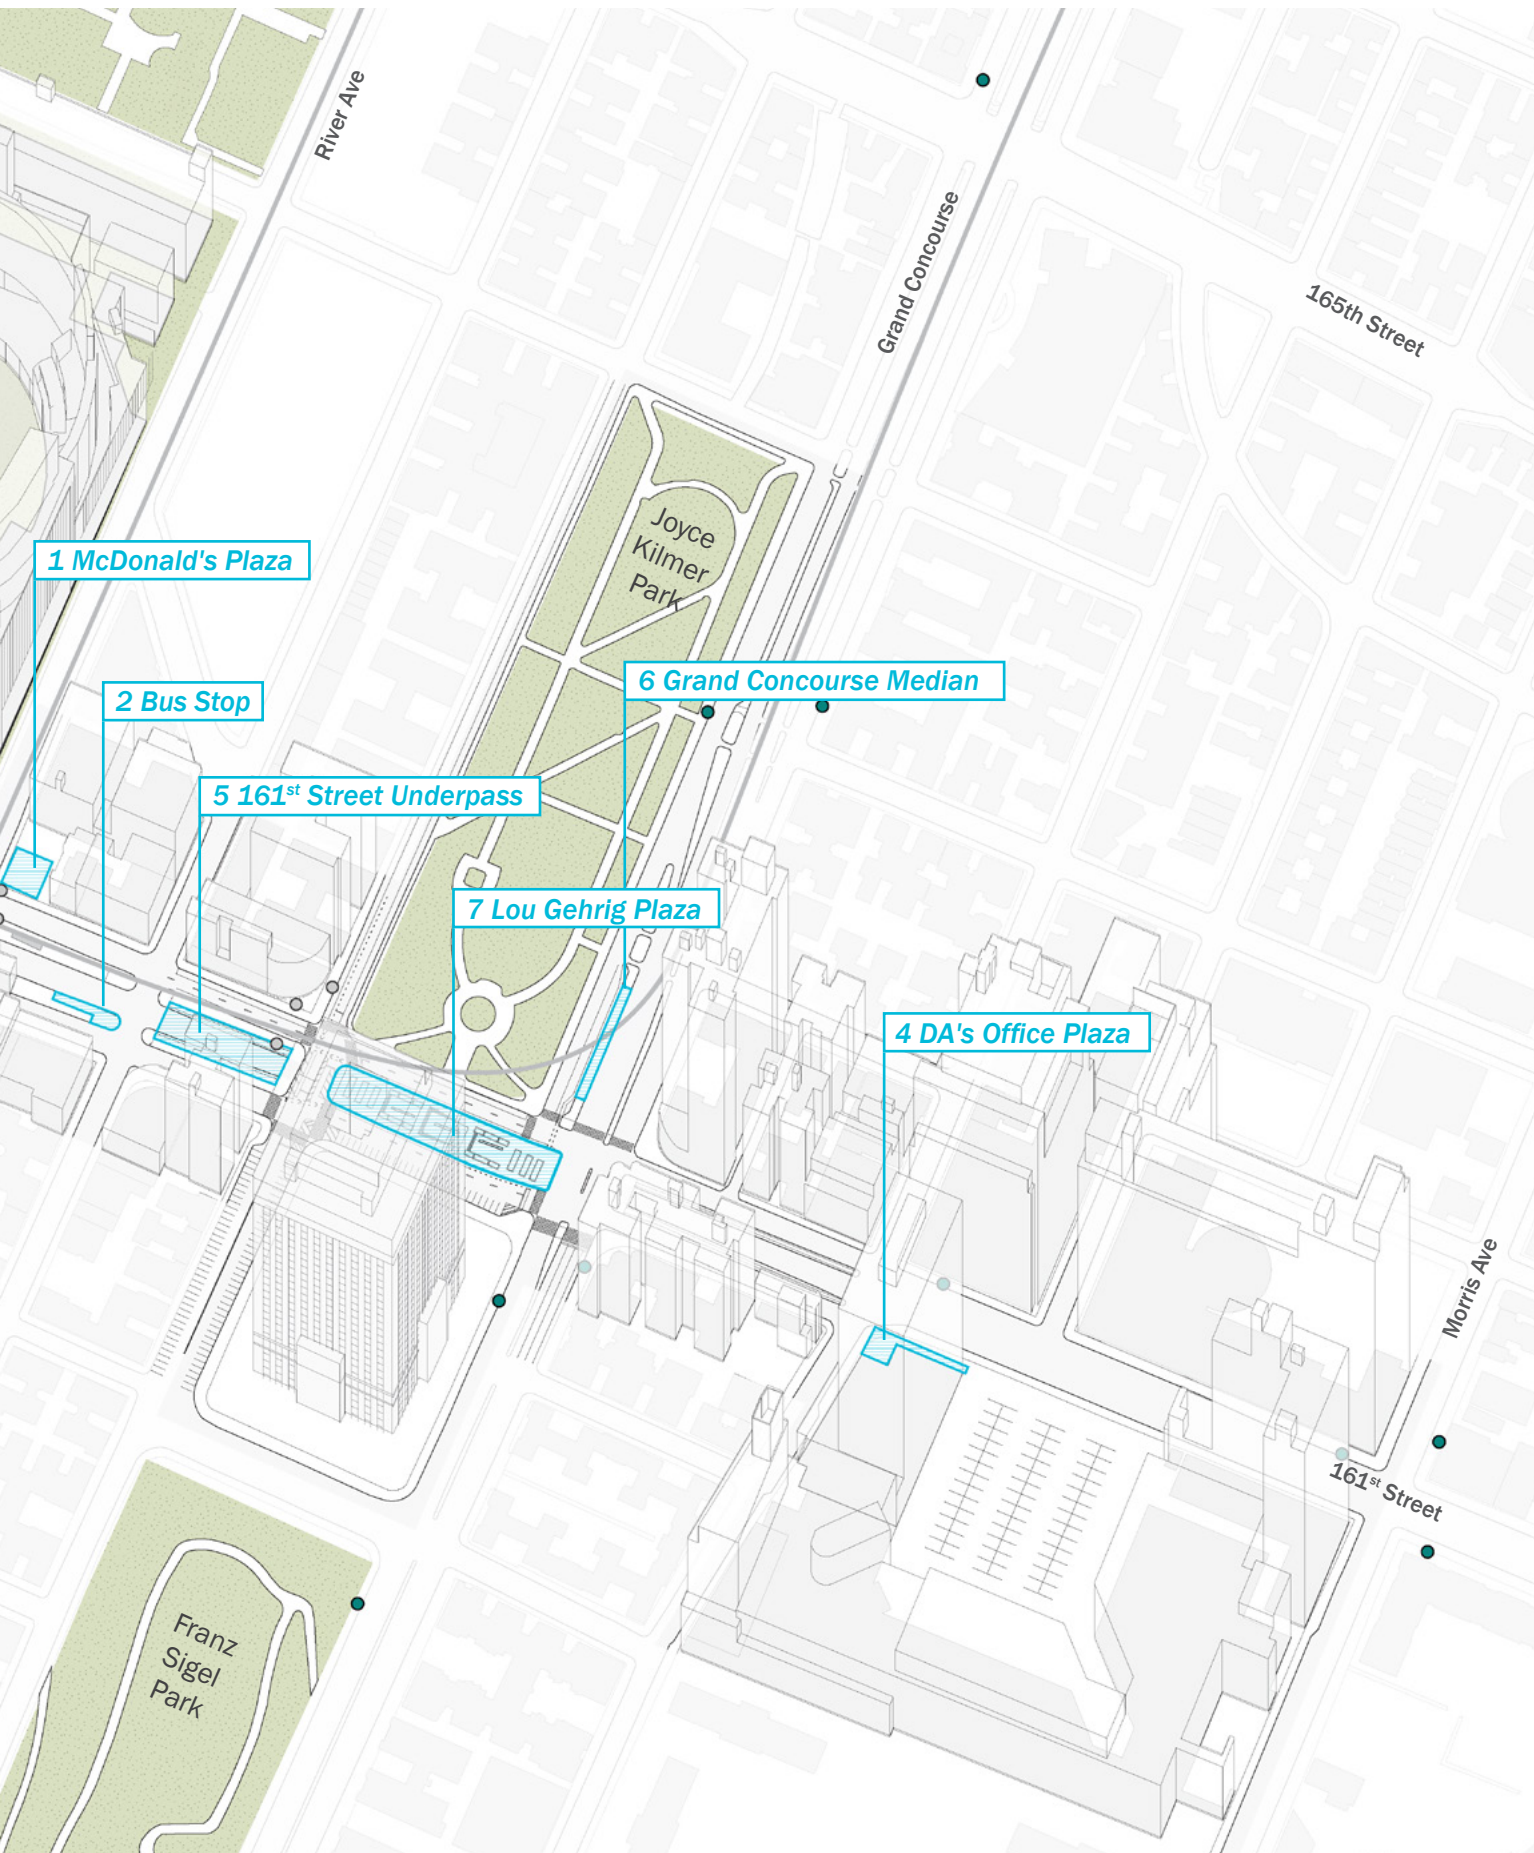 River Ave
Grand Concourse
165th Street
Joyce
Kilmer
Park
1 McDonald's Plaza
6 Grand Concourse Median
2 Bus Stop
5 161st Street Underpass
7 Lou Gehrig Plaza
4 DA's Office Plaza
Morris Ave
161st Street
Franz
Sigel
Park